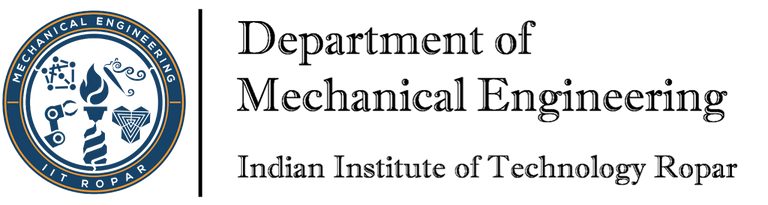 MECHANICAL ENGINEERING
IIT ROPAR
Department of
Mechanical Engineering
Indian Institute of Technology Ropar